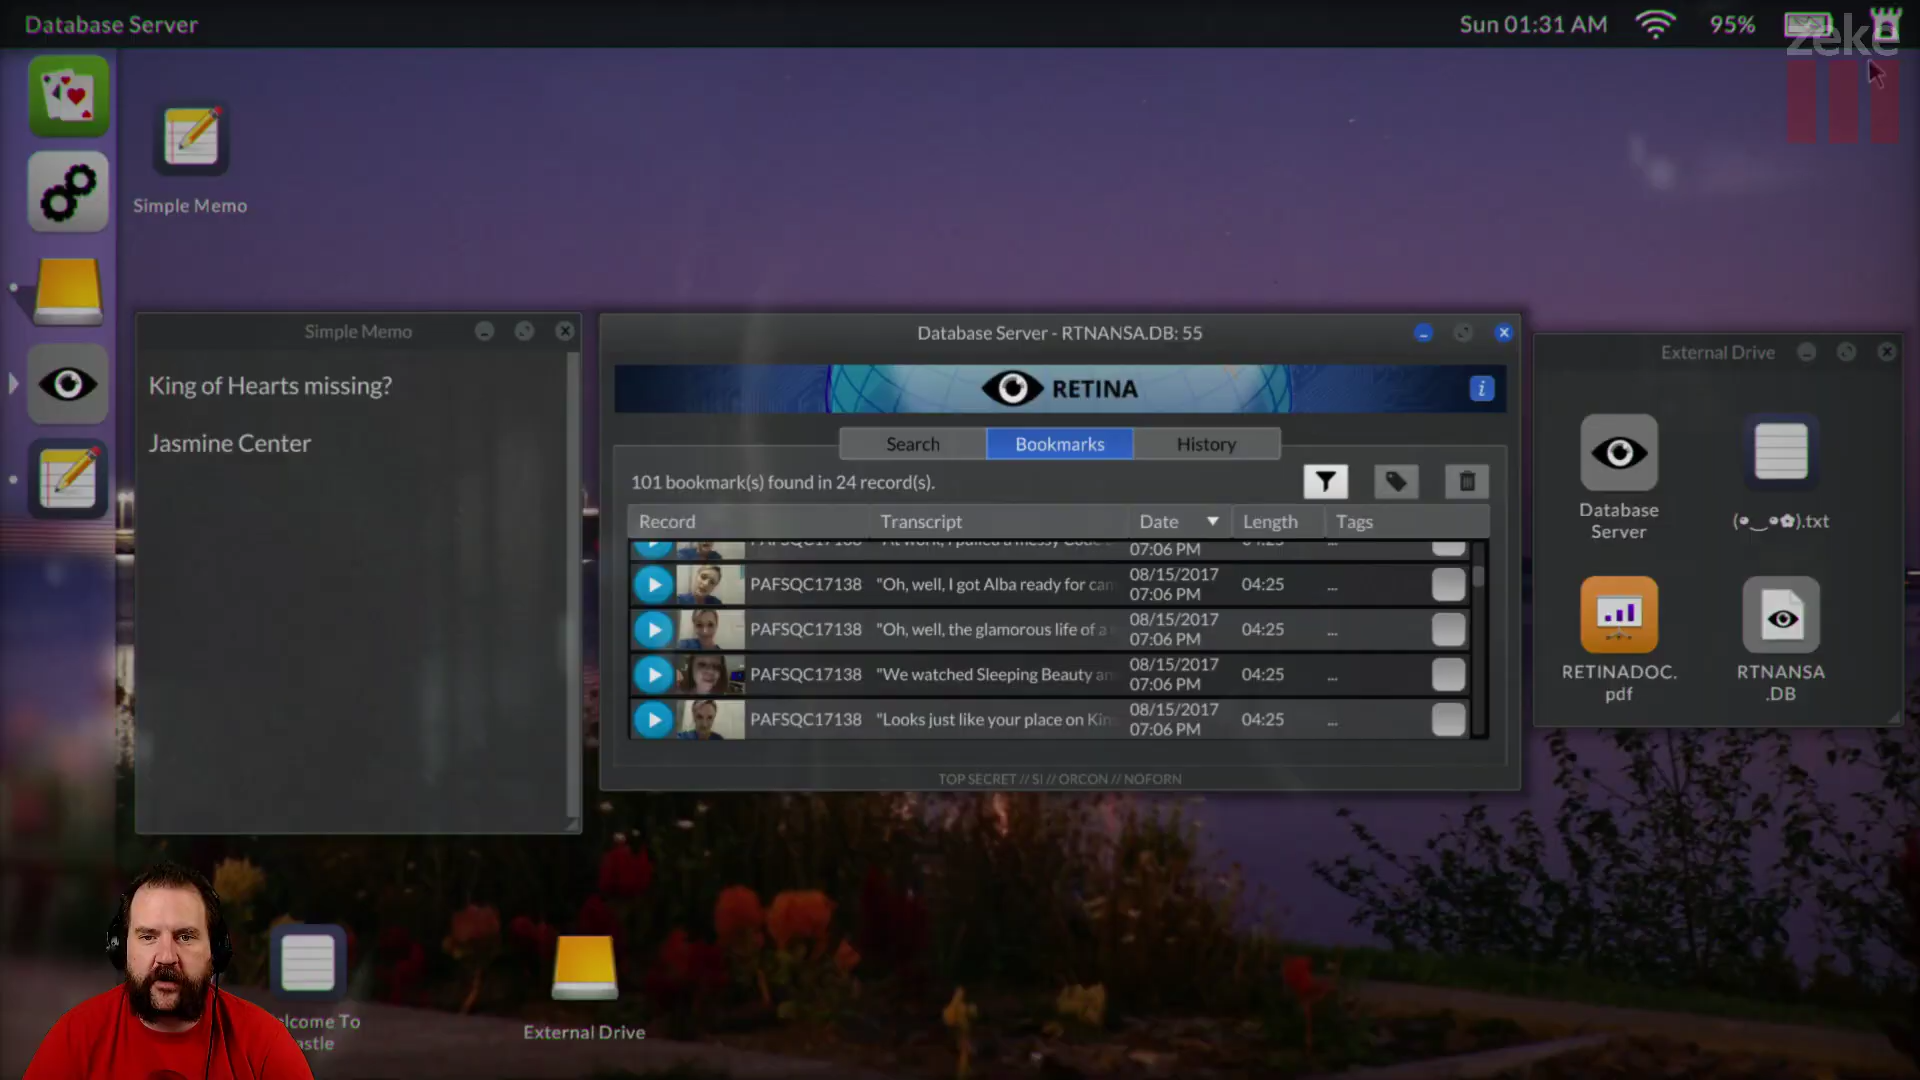 Database Server
Sun 01:31 AM
95%
zeke
Simple Memo
Simple Memo
King of Hearts missing?
Jasmine Center
Database Server - RTNANSA.DB: 55
RETINA
i
Search
Bookmarks
History
101 bookmark(s) found in 24 record(s).
Record
Transcript
Date
Length
Tags
07:06 PM
PAFSQC17138
"Oh, well, I got Alba ready for
08/15/2017
07:06 PM
04:25
...
PAFSQC17138
"Oh, well, the glamorous life of a
08/15/2017
07:06 PM
04:25
...
PAFSQC17138
"We watched Sleeping Beauty
08/15/2017
07:06 PM
04:25
...
PAFSQC17138
"Looks just like your place on
08/15/2017
07:06 PM
04:25
...
TOP SECRET // SI // ORCON // NOFORN
External Drive
Database
Server
(•‿•✿).txt
RETINADOC.
pdf
RTNANSA
.DB
External Drive